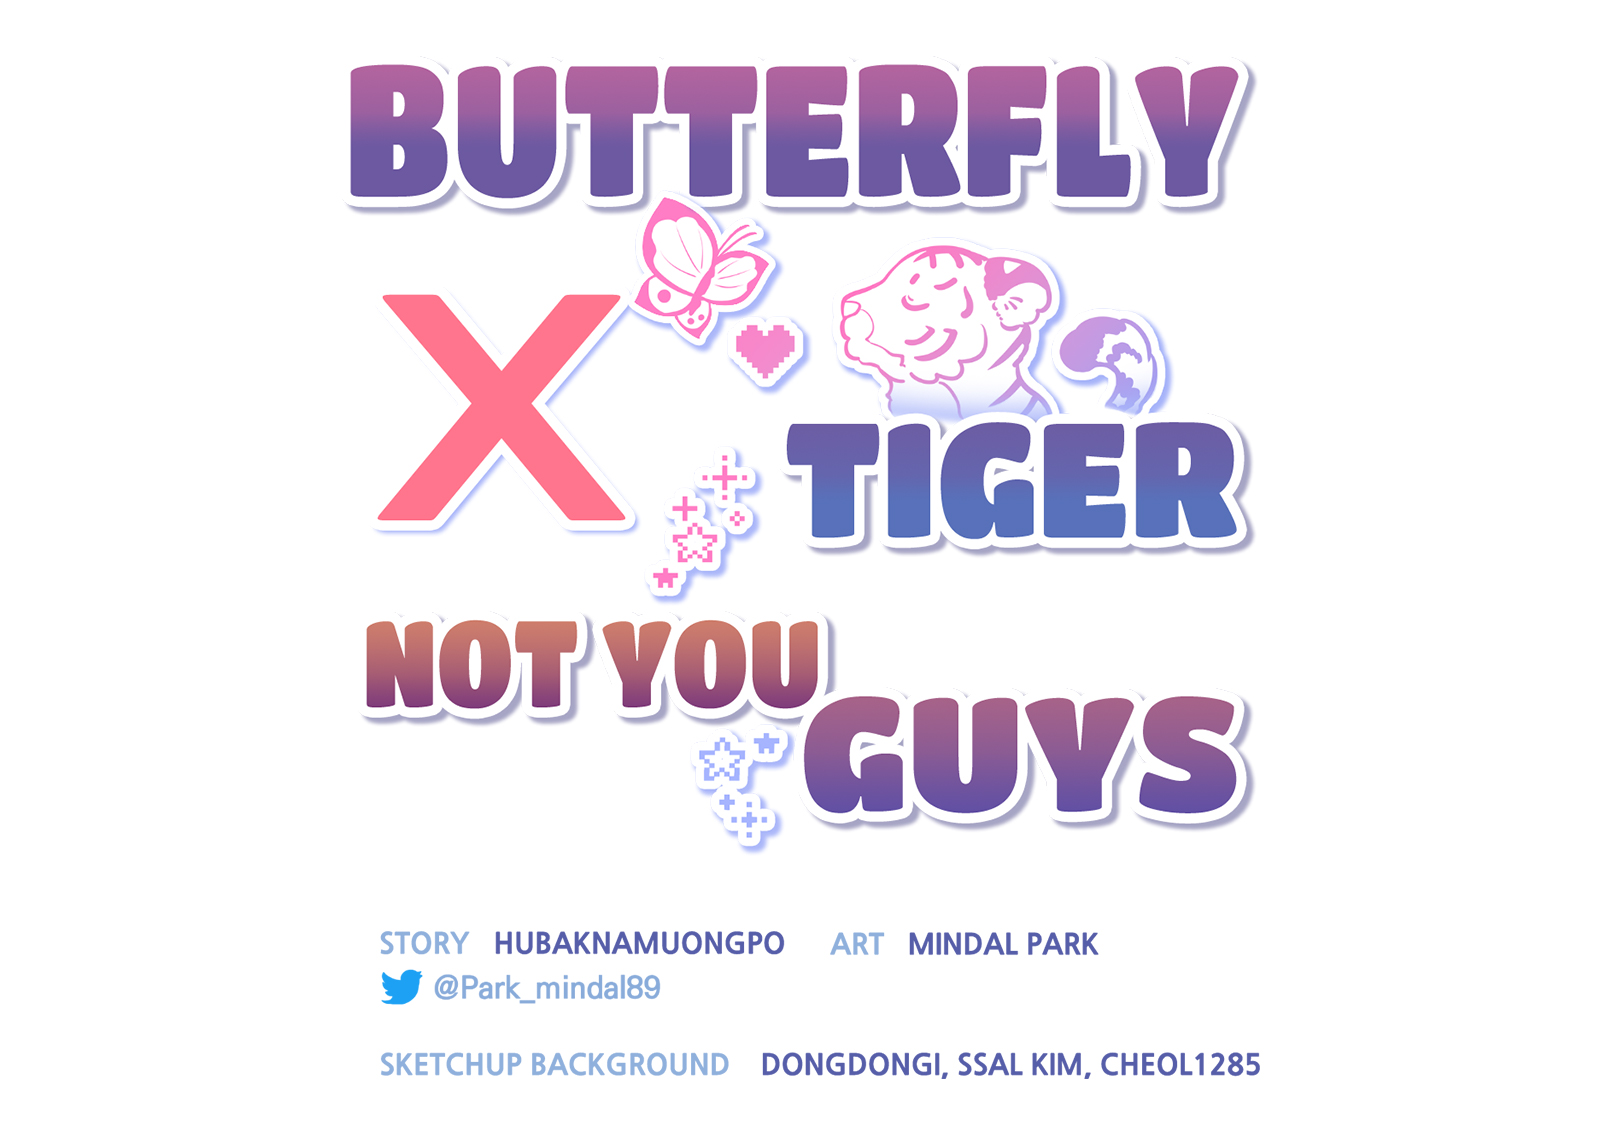 BUTTERFLY
X
TIGER
NOT YOU
GUYS
STORY HUBAKNAMUONGPO ART MINDAL PARK
@Park_mindal89
SKETCHUP BACKGROUND DONGDONGI, SSAL KIM, CHEOL1285